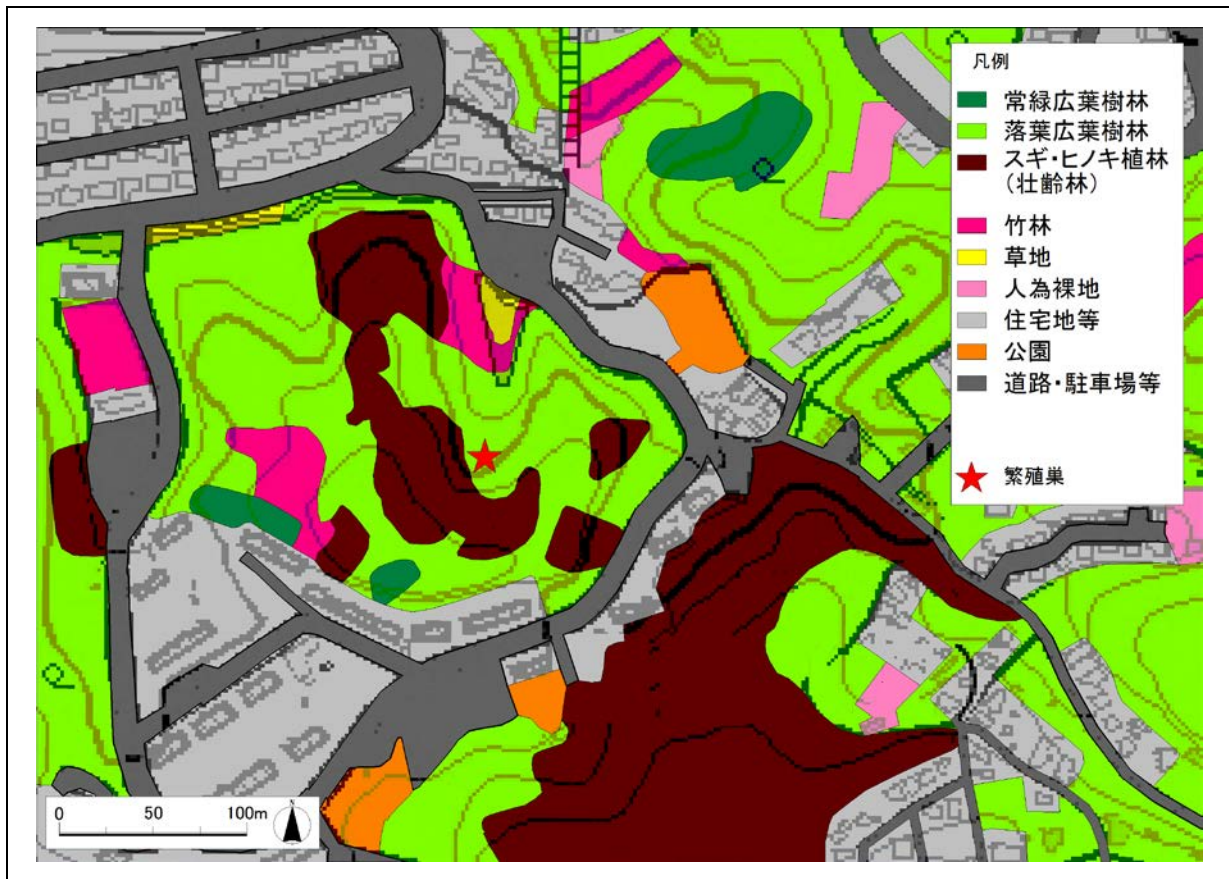 凡例
常緑広葉樹林
落葉広葉樹林
スギ・ヒノキ植林
(壮齢林)
竹林
草地
人為裸地
住宅地等
公園
道路・駐車場等
繁殖巣
0 50 100m
N